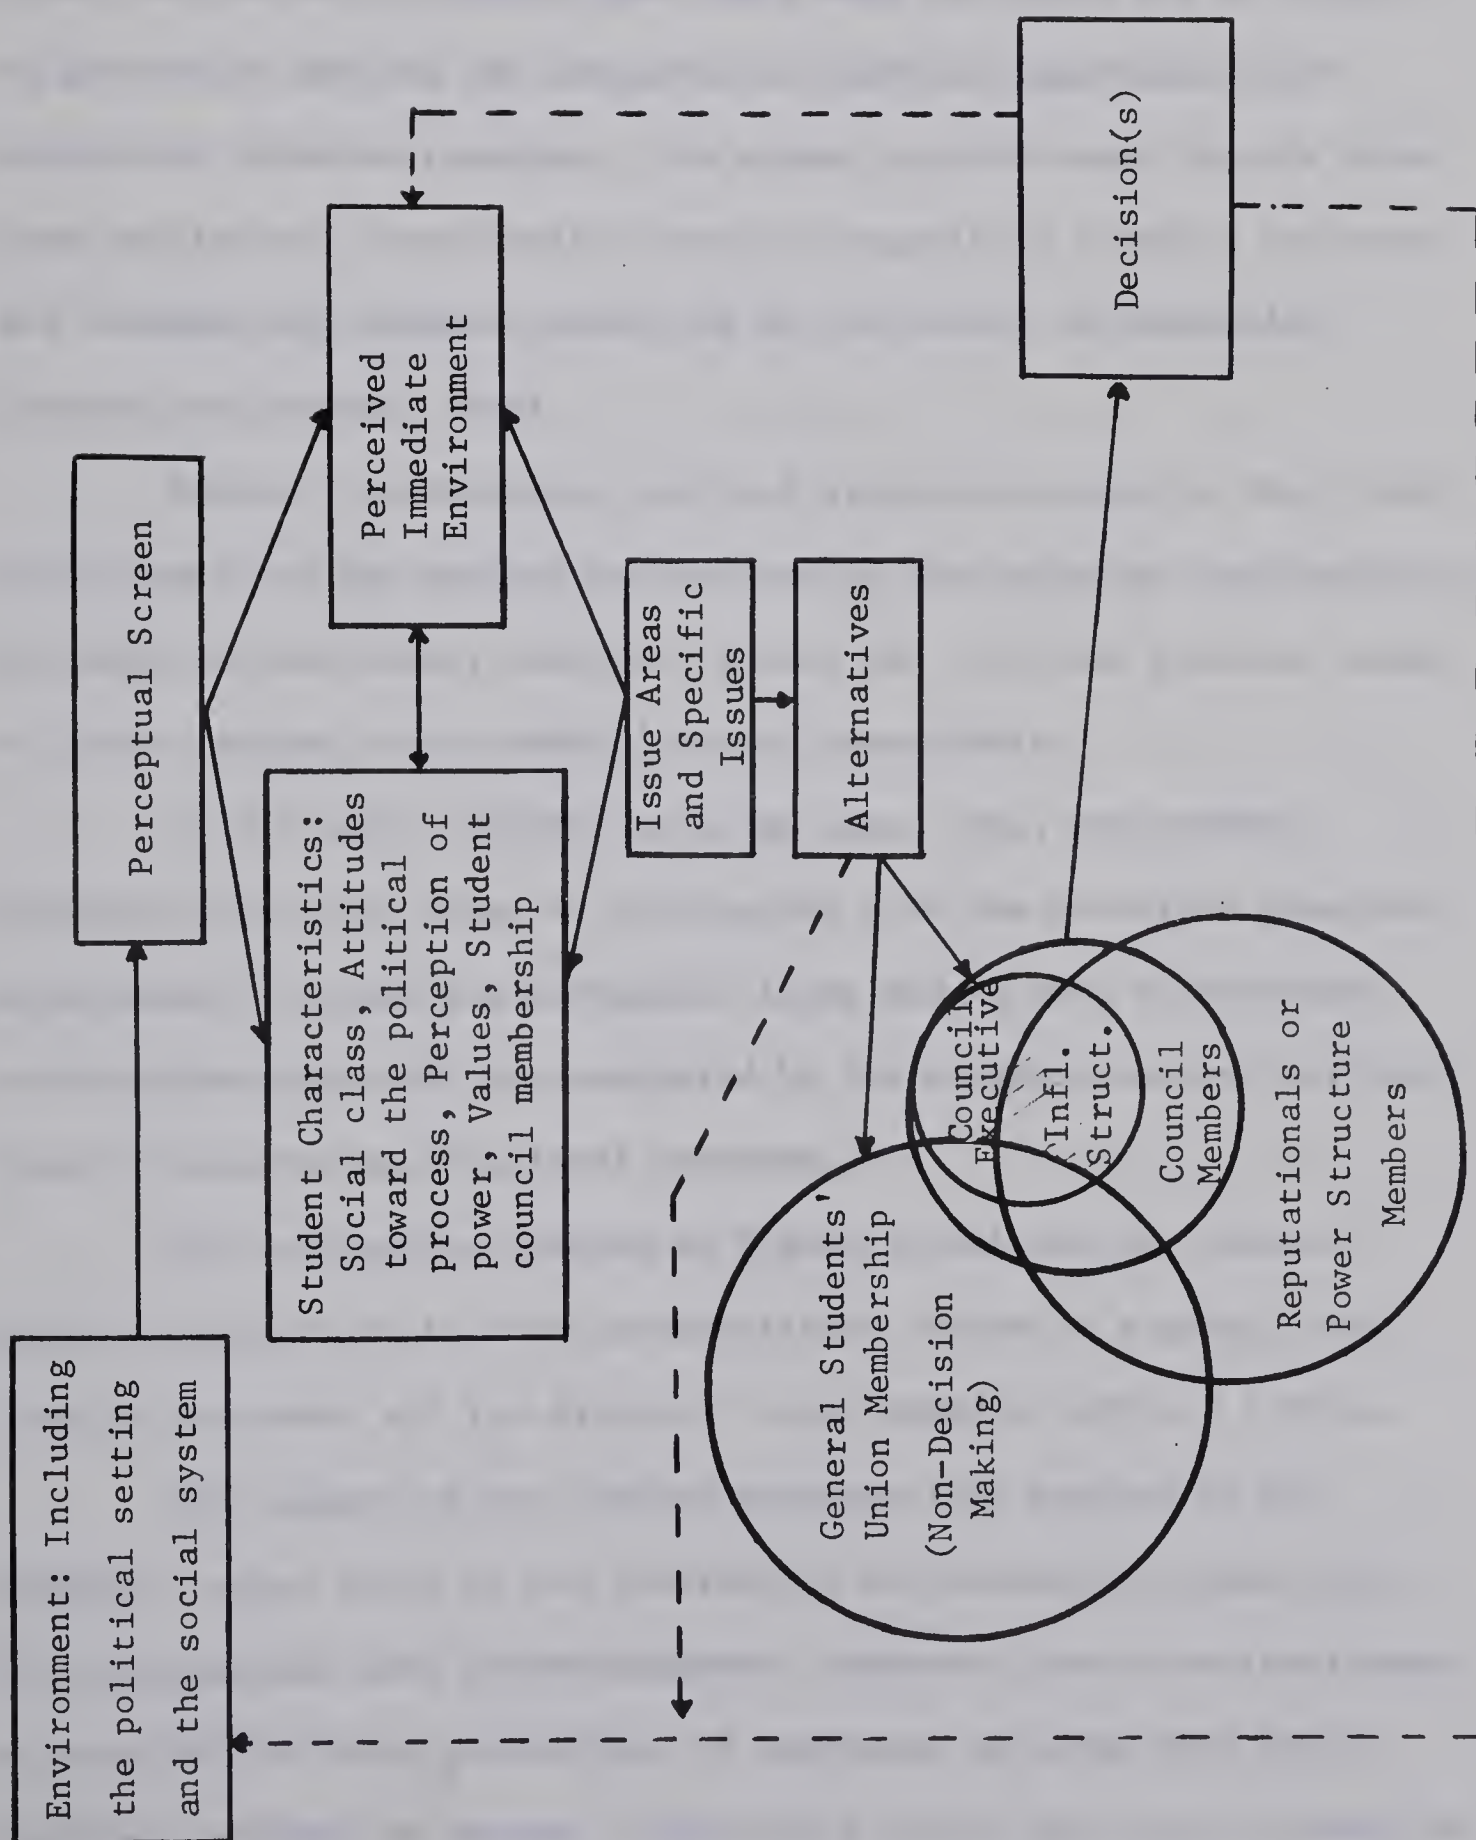 Environment: Including
the political setting
and the social system
Perceptual Screen
Student Characteristics:
Social class, Attitudes
toward the political
process, Perception of
power, Values, Student
council membership
Perceived
Immediate
Environment
Issue Areas
and Specific
Issues
Alternatives
General Students'
Union Membership
(Non-Decision
Making)
Council
Executive
Infl.
Struct.
Council
Members
Reputationals or
Power Structure
Members
Decision(s)